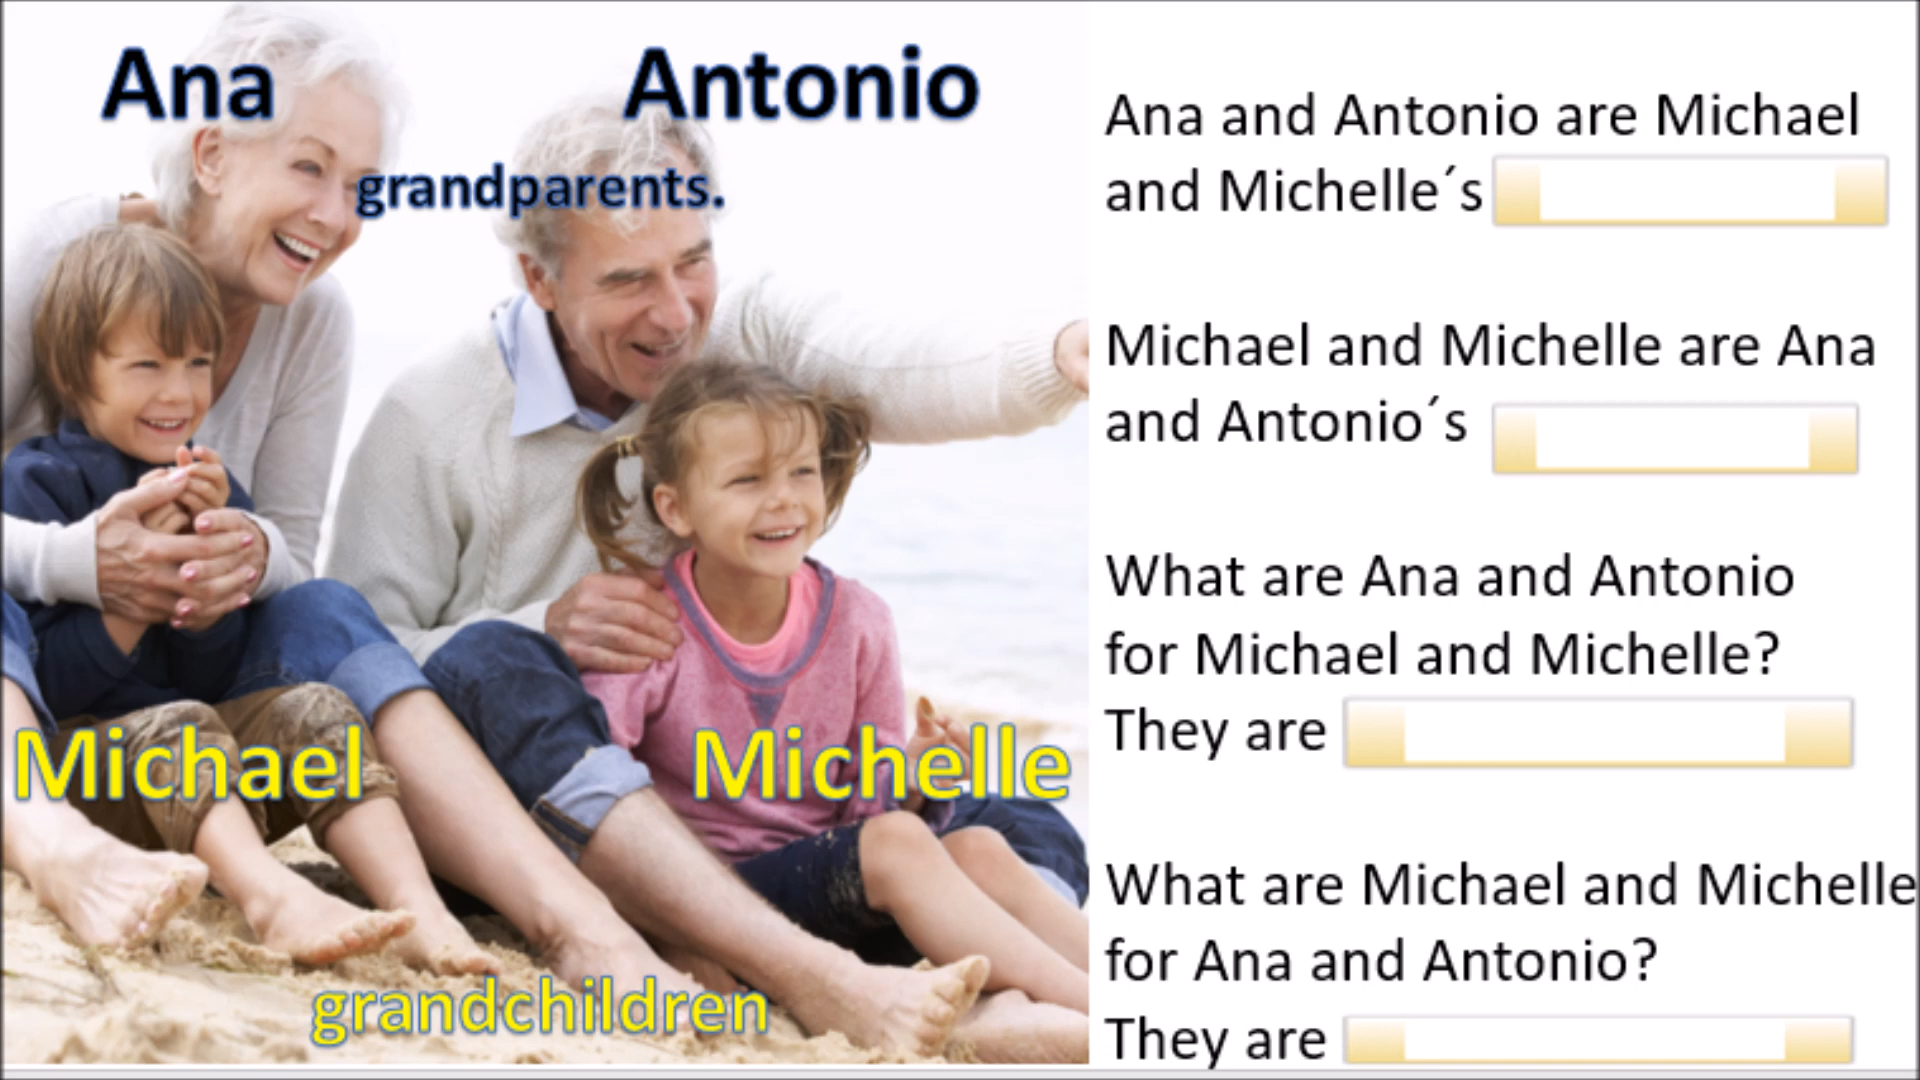 Ana
Antonio
grandparents.
Michael
Michelle
grandchildren
Ana and Antonio are Michael
and Michelle´s
Michael and Michelle are Ana
and Antonio´s
What are Ana and Antonio
for Michael and Michelle?
They are
What are Michael and Michelle
for Ana and Antonio?
They are